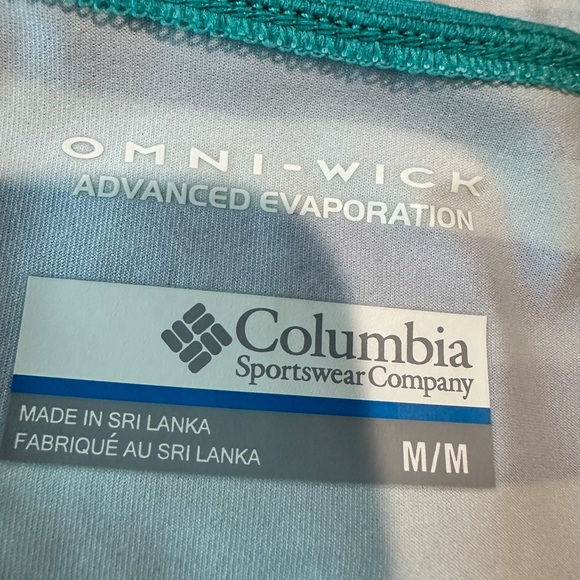 OMNI-WICK
ADVANCED EVAPORATION
Columbia
Sportswear Company
MADE IN SRI LANKA
FABRIQUÉ AU SRI LANKA
M/M